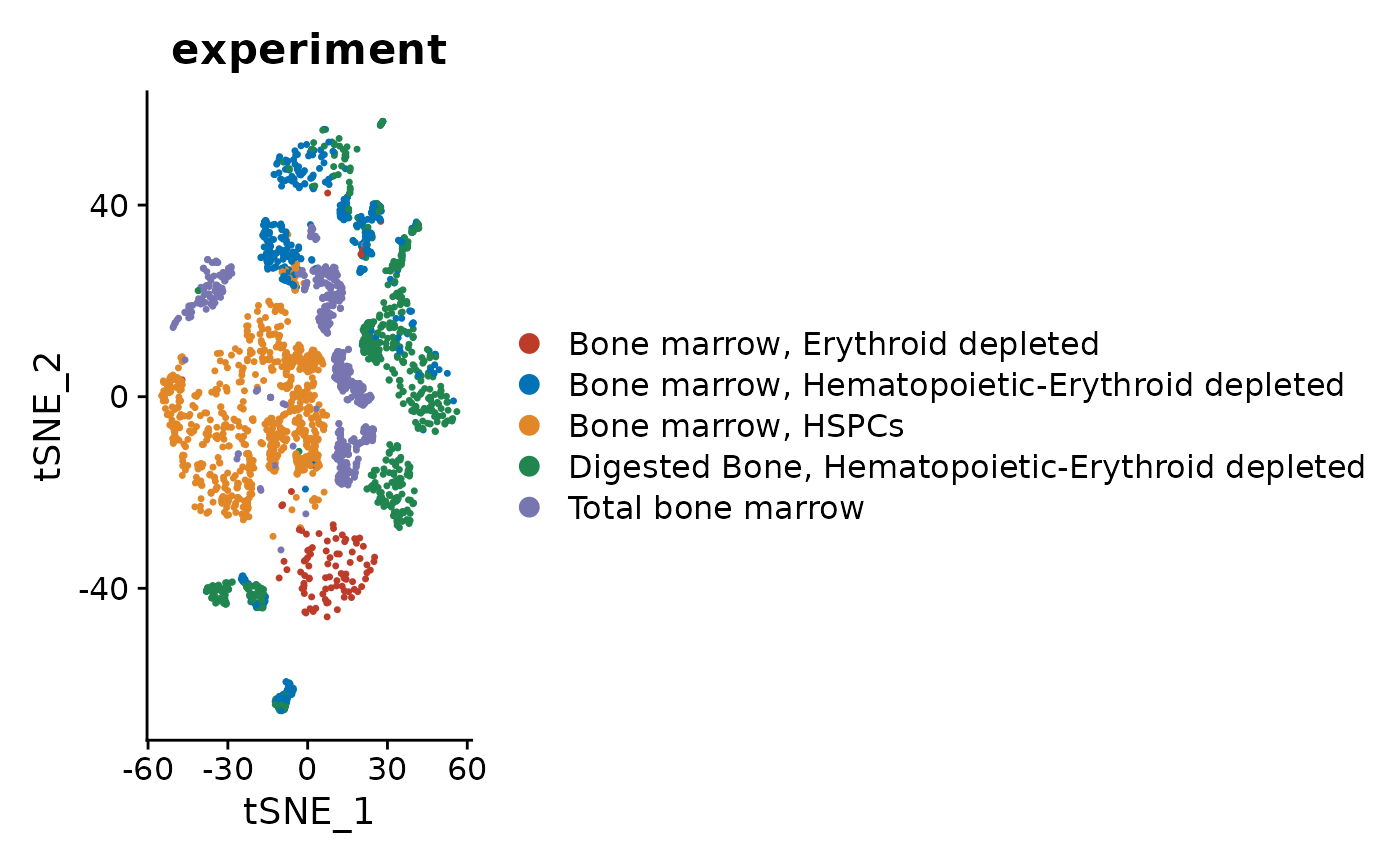 experiment
tSNE_2
40
0
-40
-60 -30 0 30 60
tSNE_1
Bone marrow, Erythroid depleted
Bone marrow, Hematopoietic-Erythroid depleted
Bone marrow, HSPCs
Digested Bone, Hematopoietic-Erythroid depleted
Total bone marrow